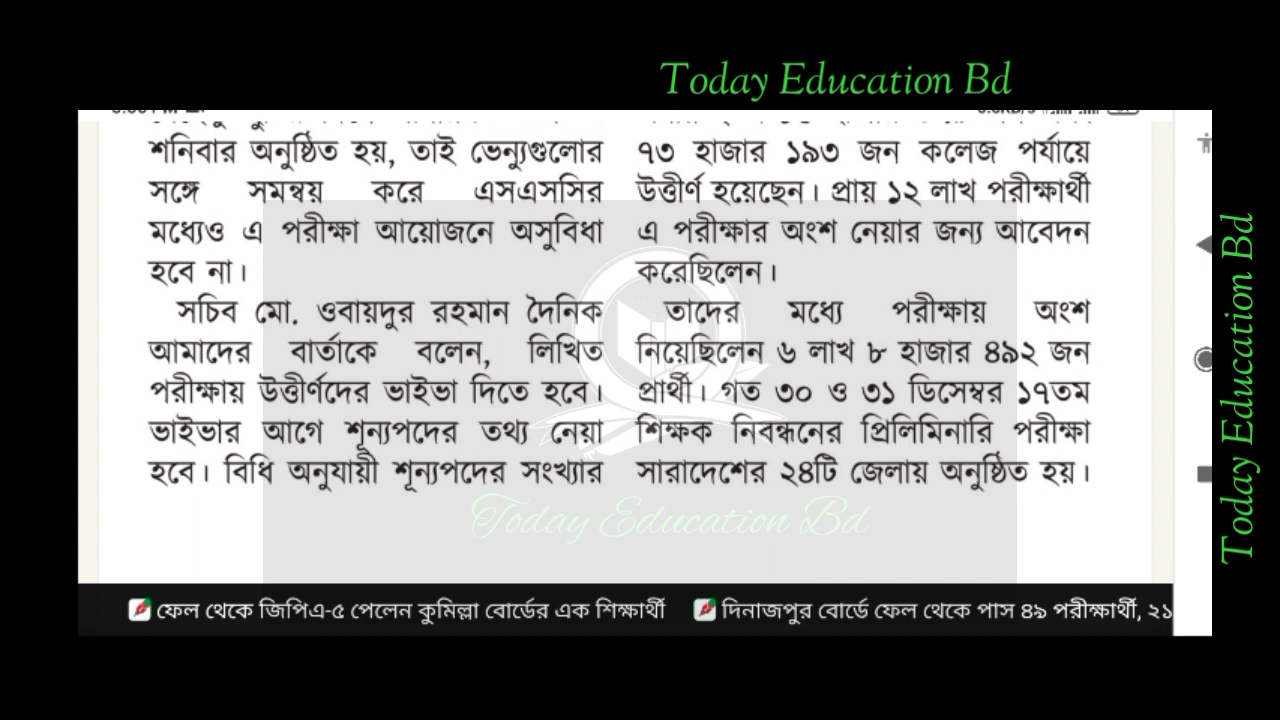 Today Education Bd
শনিবার অনুষ্ঠিত হয়, তাই ভেন্যুগুলোর
সঙ্গে সমন্বয় করে এসএসসির
মধ্যেও এ পরীক্ষা আয়োজনে অসুবিধা
হবে না।
সচিব মো. ওবায়দুর রহমান দৈনিক
আমাদের বার্তাকে বলেন, লিখিত
পরীক্ষায় উত্তীর্ণদের ভাইভা দিতে হবে।
ভাইভার আগে শূন্যপদের তথ্য নেয়া
হবে। বিধি অনুযায়ী শূন্যপদের সংখ্যার
৭৩ হাজার ১৯৩ জন কলেজ পর্যায়ে
উত্তীর্ণ হয়েছেন। প্রায় ১২ লাখ পরীক্ষার্থী
এ পরীক্ষার অংশ নেয়ার জন্য আবেদন
করেছিলেন।
তাদের মধ্যে পরীক্ষায় অংশ
নিয়েছিলেন ৬ লাখ ৮ হাজার ৪৯২ জন
প্রার্থী। গত ৩০ ও ৩১ ডিসেম্বর ১৭তম
শিক্ষক নিবন্ধনের প্রিলিমিনারি পরীক্ষা
সারাদেশের ২৪টি জেলায় অনুষ্ঠিত হয়।
Today Education Bd
ফেল থেকে জিপিএ-৫ পেলেন কুমিল্লা বোর্ডের এক শিক্ষার্থী
দিনাজপুর বোর্ডে ফেল থেকে পাস ৪৯ পরীক্ষার্থী, ২১
Today Education Bd